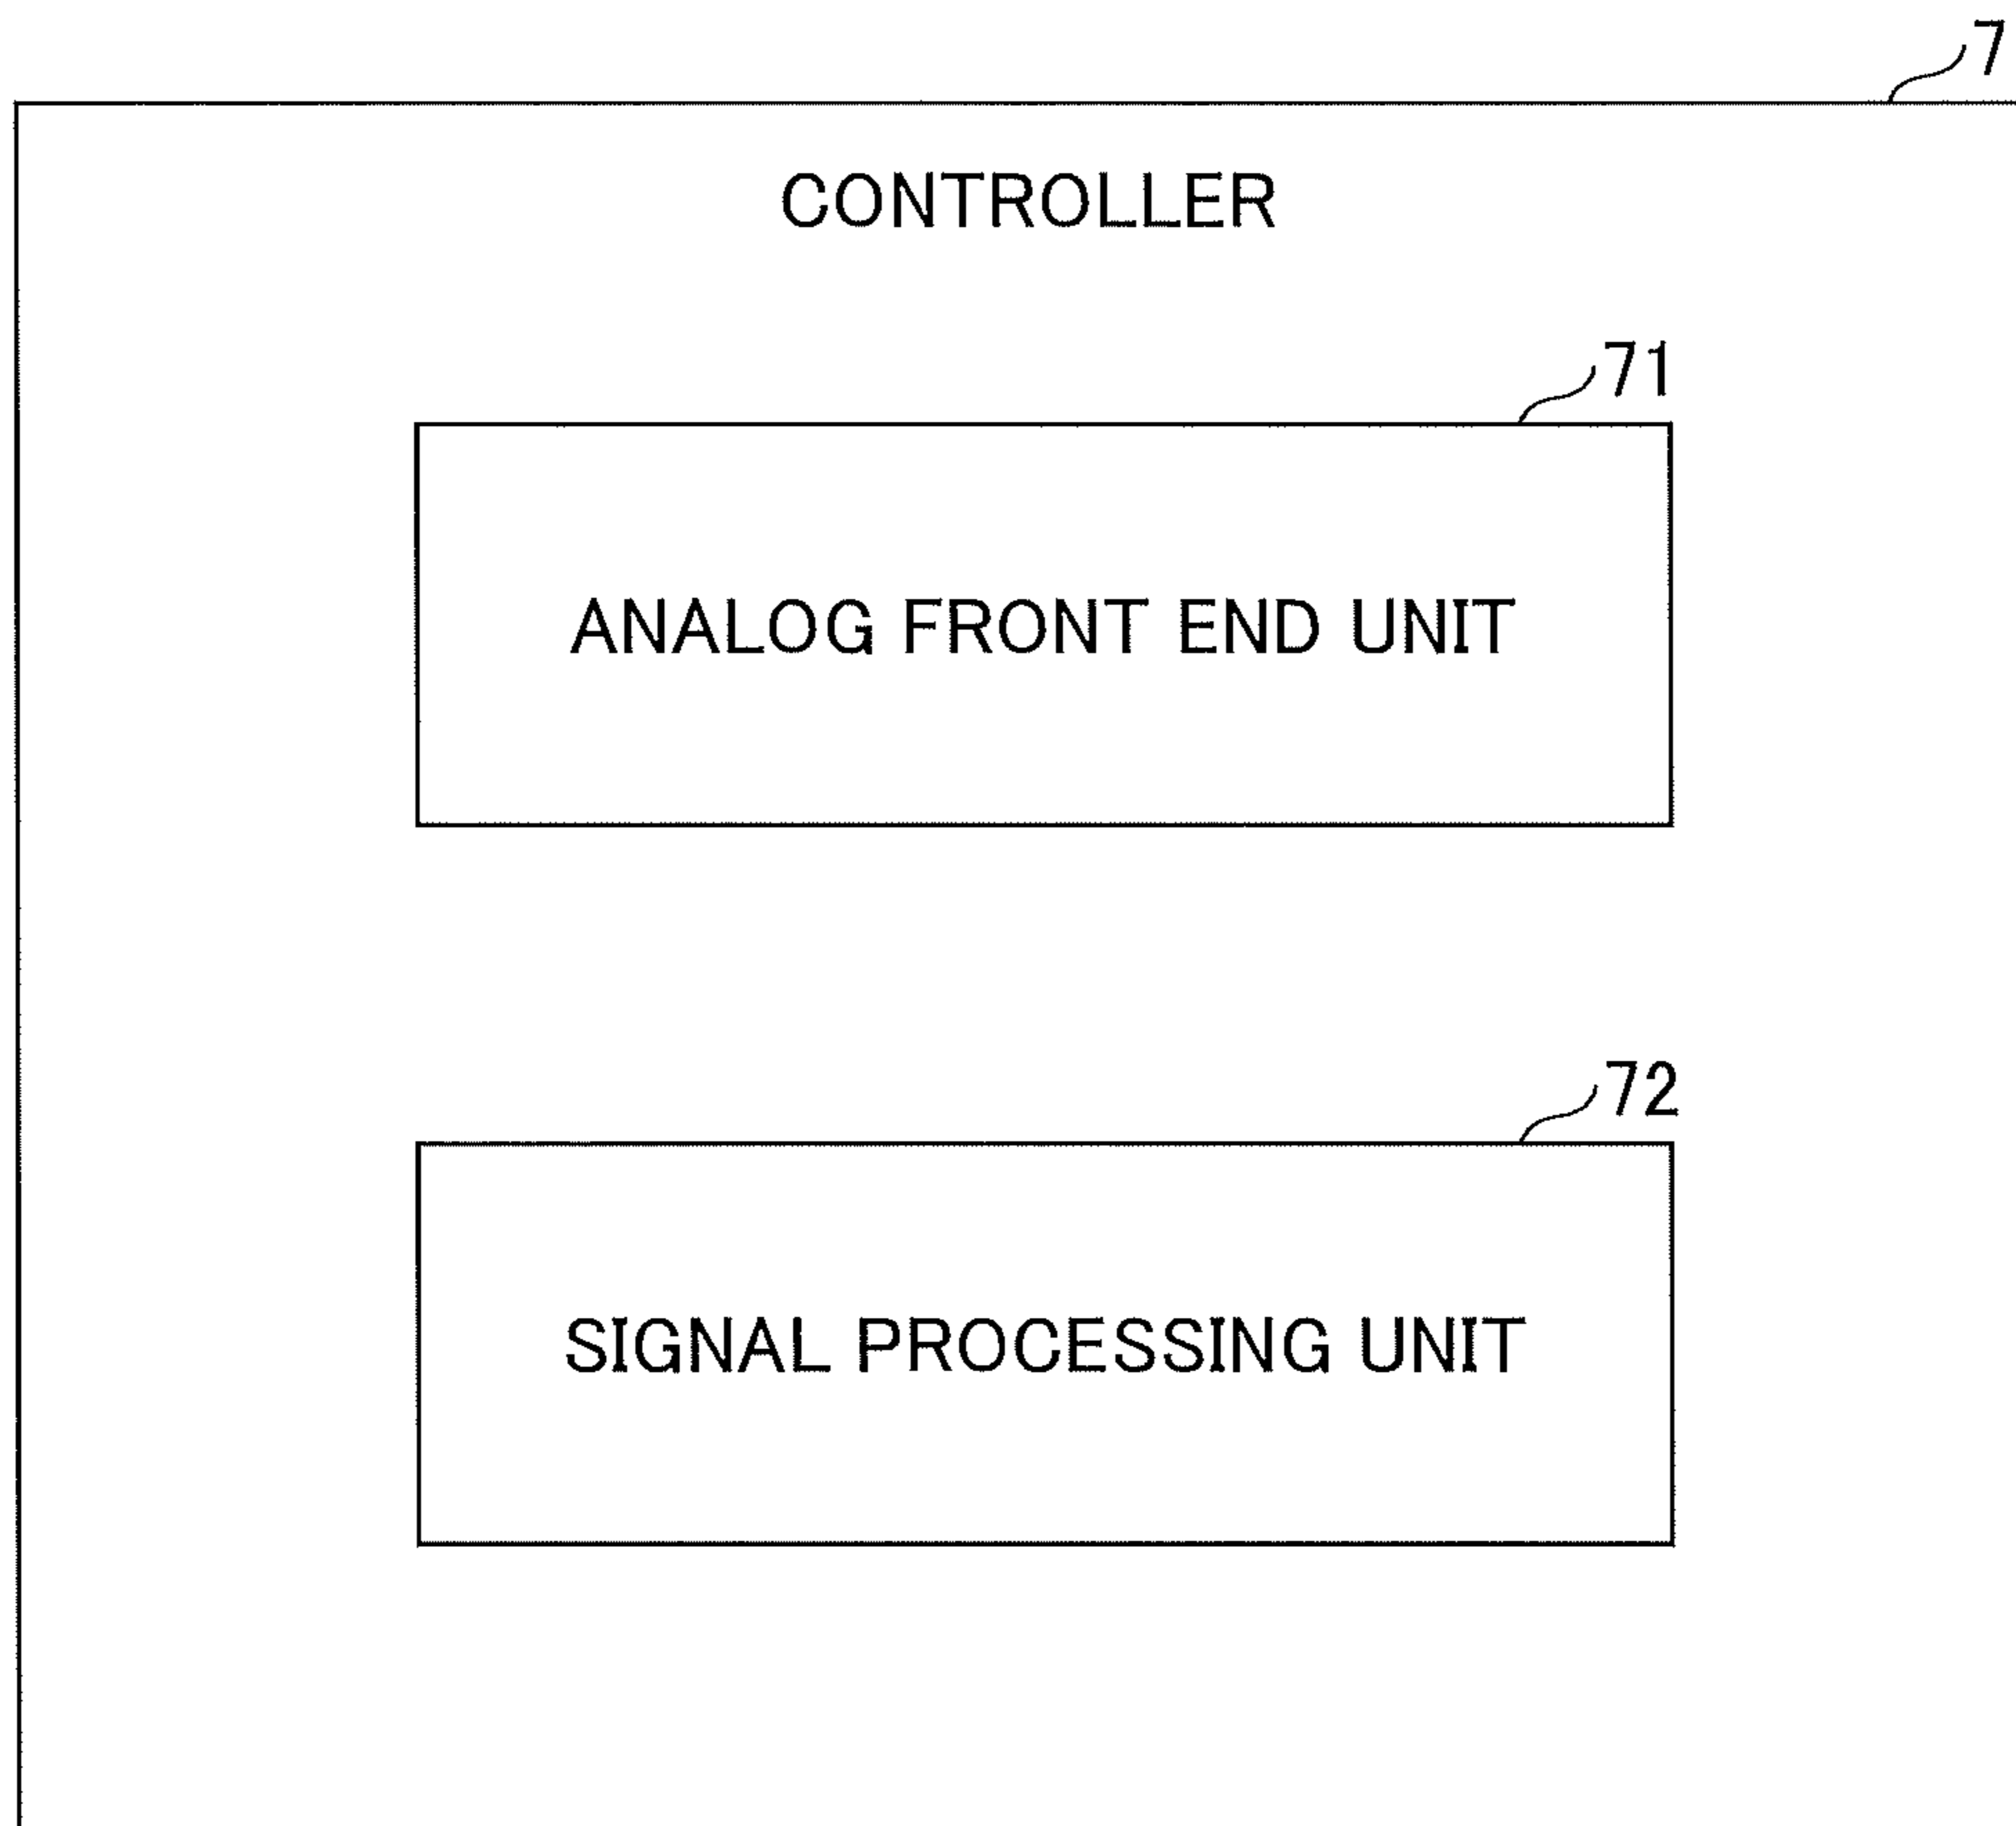 7
CONTROLLER
71
ANALOG FRONT END UNIT
72
SIGNAL PROCESSING UNIT